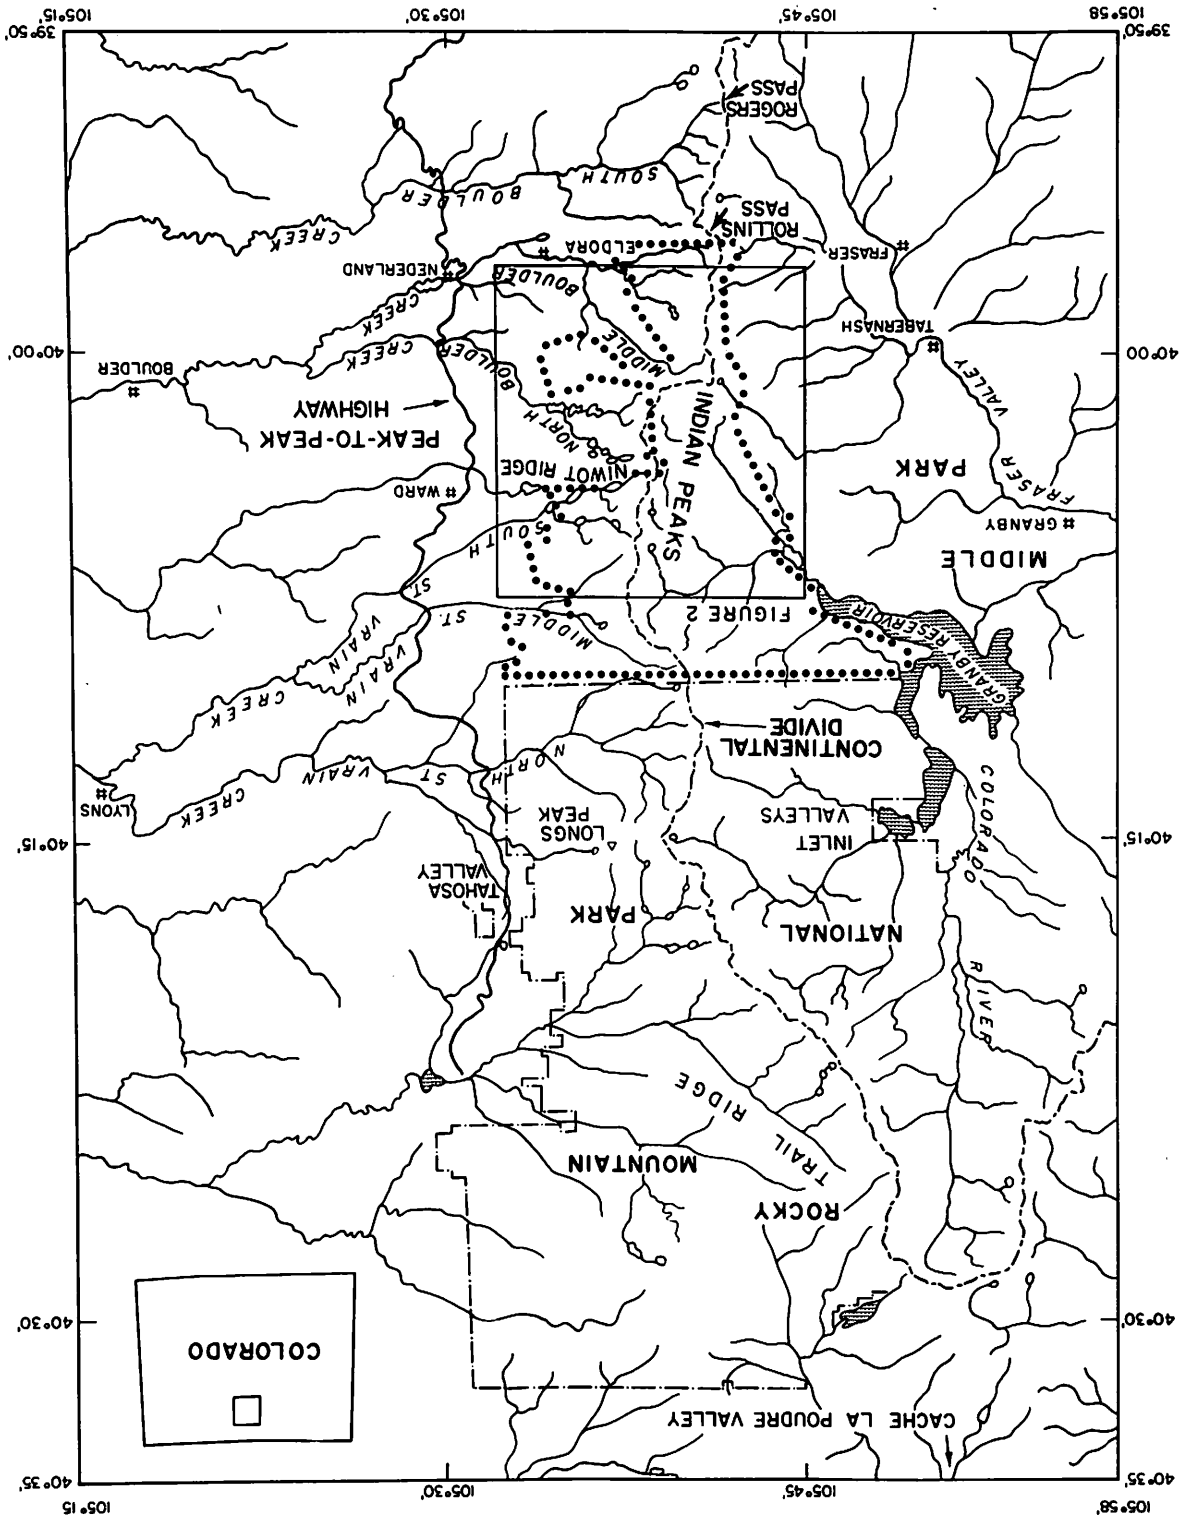 105°58'
105°45'
105°30'
105°15'
40°35'
40°35'
CACHE LA POUDRE VALLEY
COLORADO
40°30'
40°30'
ROCKY
MOUNTAIN
TRAIL
RIDGE
RIVER
NATIONAL
PARK
TAHOSA
VALLEY
40°15'
40°15'
INLET
VALLEYS
LONGS
PEAK
LYONS
COLORADO
NORTH ST. VRAIN CREEK
CONTINENTAL
DIVIDE
GRANBY RESERVOIR
MIDDLE ST. VRAIN CREEK
FIGURE 2
MIDDLE
PARK
GRANBY
SOUTH ST. VRAIN
WARD
NIWOT RIDGE
INDIAN PEAKS
FRASER VALLEY
PEAK-TO-PEAK
HIGHWAY
NORTH BOULDER CREEK
BOULDER
40°00'
40°00'
TABERNASH
MIDDLE BOULDER CREEK
NEDERLAND
FRASER
ELDORA
ROLLINS
PASS
SOUTH BOULDER CREEK
ROGERS
PASS
39°50'
39°50'
105°58'
105°45'
105°30'
105°15'